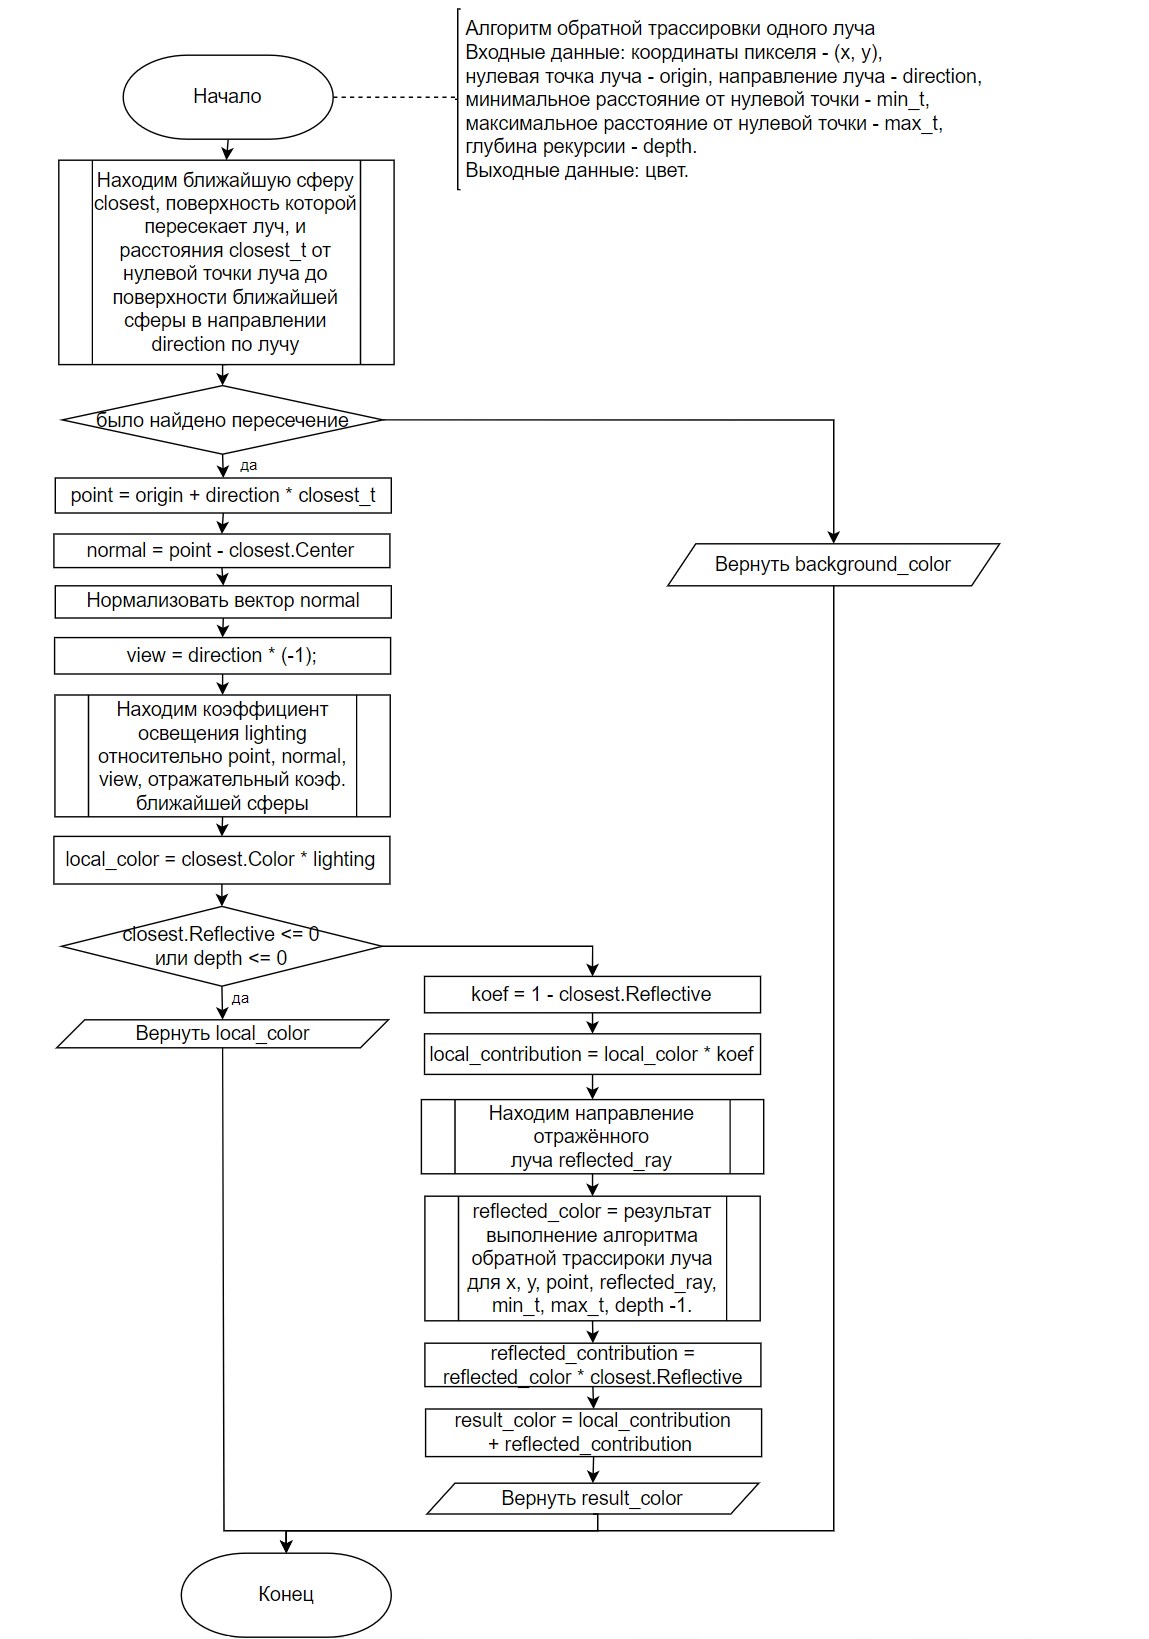 Алгоритм обратной трассировки одного луча
Входные данные: координаты пикселя - (x, y),
нулевая точка луча - origin, направление луча - direction,
минимальное расстояние от нулевой точки - min_t,
максимальное расстояние от нулевой точки - max_t,
глубина рекурсии - depth.
Выходные данные: цвет.
Начало
Находим ближайшую сферу
closest, поверхность которой
пересекает луч, и
расстояния closest_t от
нулевой точки луча до
поверхности ближайшей
сферы в направлении
direction по лучу
было найдено пересечение
да
point = origin + direction * closest_t
normal = point - closest.Center
Вернуть background_color
Нормализовать вектор normal
view = direction * (-1);
Находим коэффициент
освещения lighting
относительно point, normal,
view, отражательный коэф.
ближайшей сферы
local_color = closest.Color * lighting
closest.Reflective <= 0
или depth <= 0
да
Вернуть local_color
koef = 1 - closest.Reflective
local_contribution = local_color * koef
Находим направление
отражённого
луча reflected_ray
reflected_color = результат
выполнение алгоритма
обратной трассироки луча
для x, y, point, reflected_ray,
min_t, max_t, depth -1.
reflected_contribution =
reflected_color * closest.Reflective
result_color = local_contribution
+ reflected_contribution
Вернуть result_color
Конец